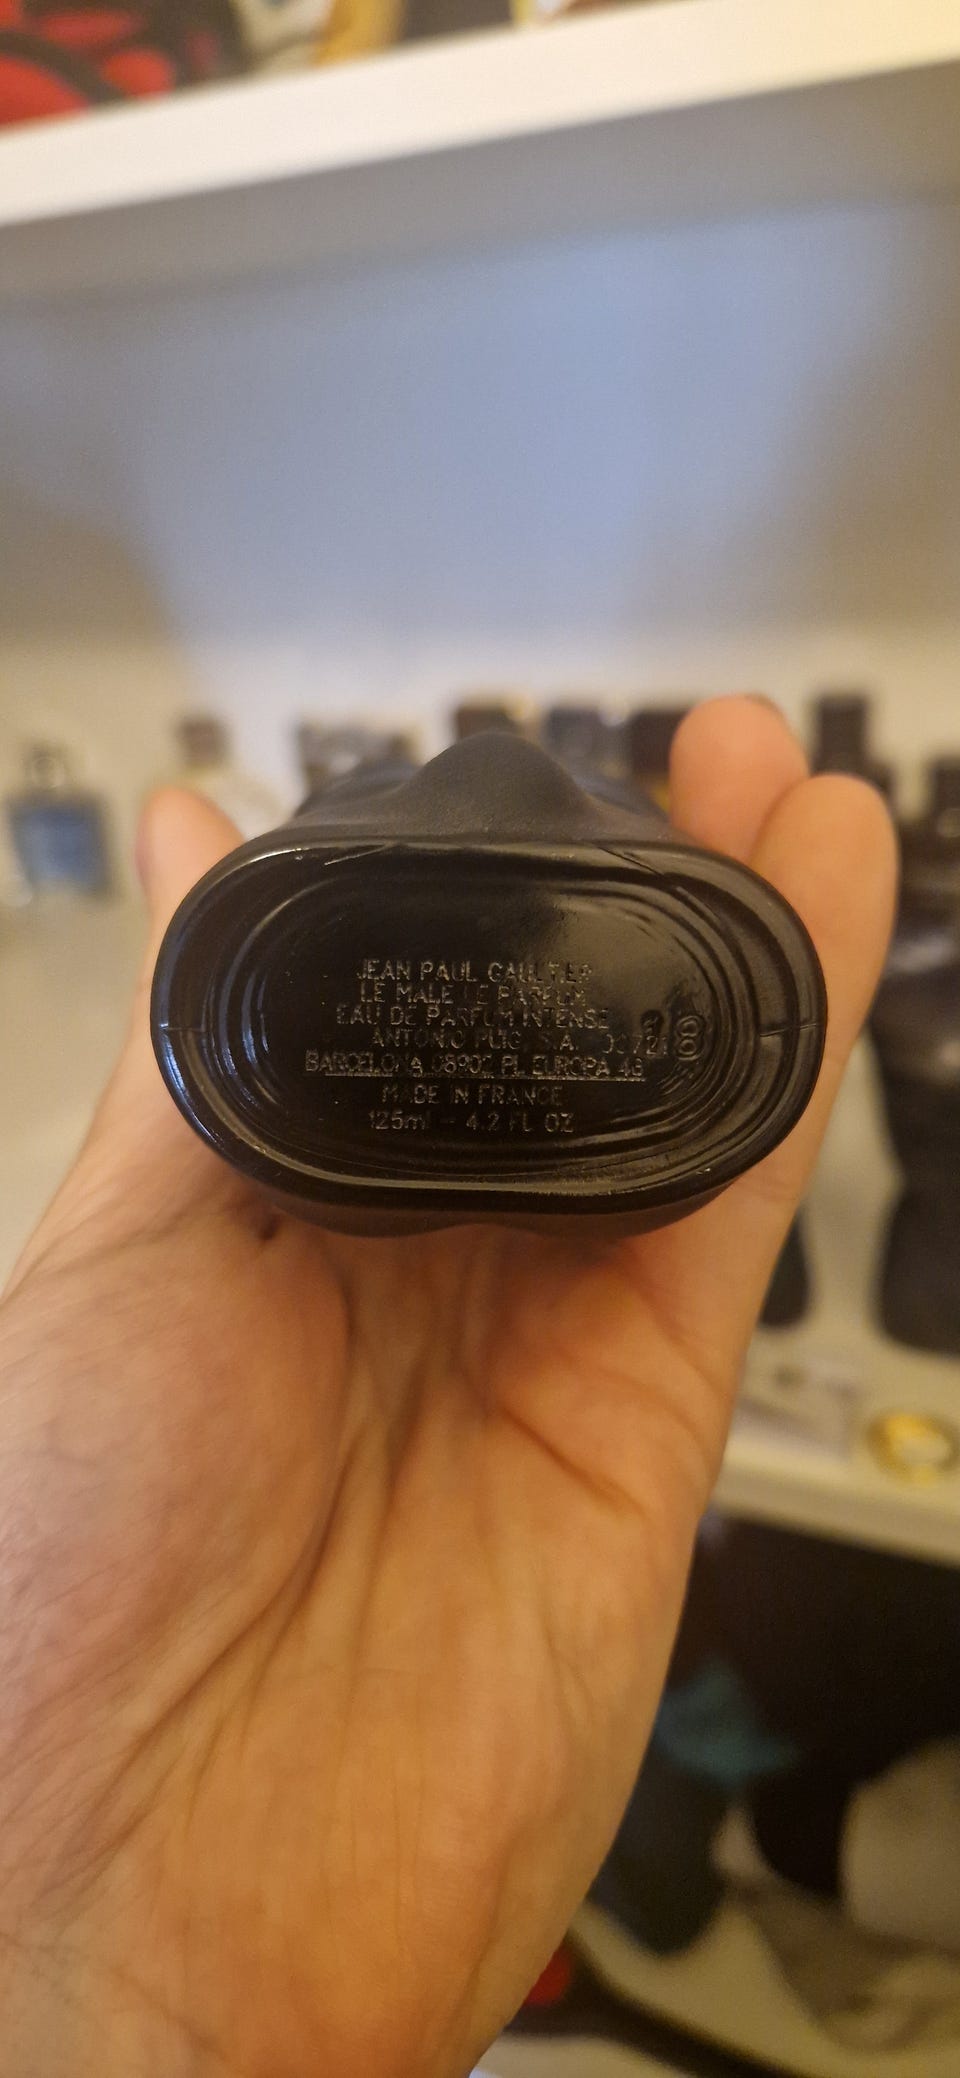 JEAN PAUL GAULTIER
LE MALE LE PARFUM
EAU DE PARFUM INTENSE
ANTONIO PUIG, S.A.
BARCELONA 08902 PL EUROPA 46
MADE IN FRANCE
125ml - 4.2 FL OZ
8